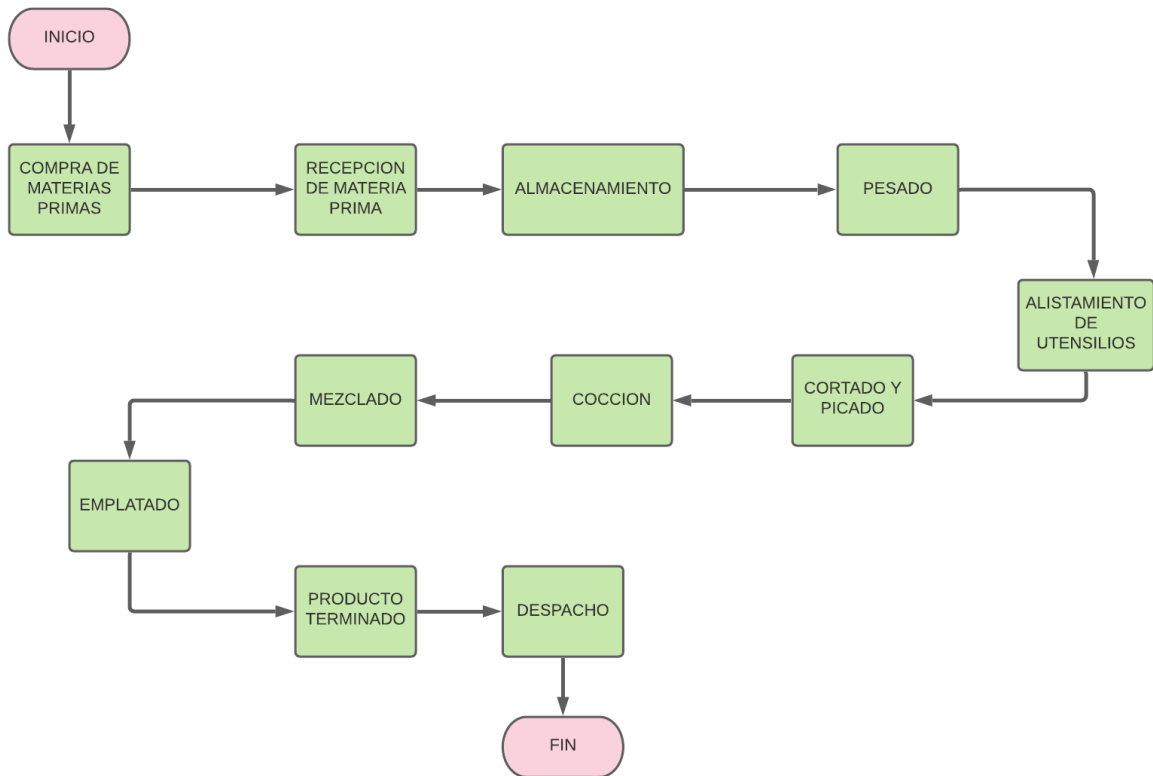 INICIO
COMPRA DE
MATERIAS
PRIMAS
RECEPCION
DE MATERIA
PRIMA
ALMACENAMIENTO
PESADO
ALISTAMIENTO
DE
UTENSILIOS
CORTADO Y
PICADO
COCCION
MEZCLADO
EMPLATADO
PRODUCTO
TERMINADO
DESPACHO
FIN